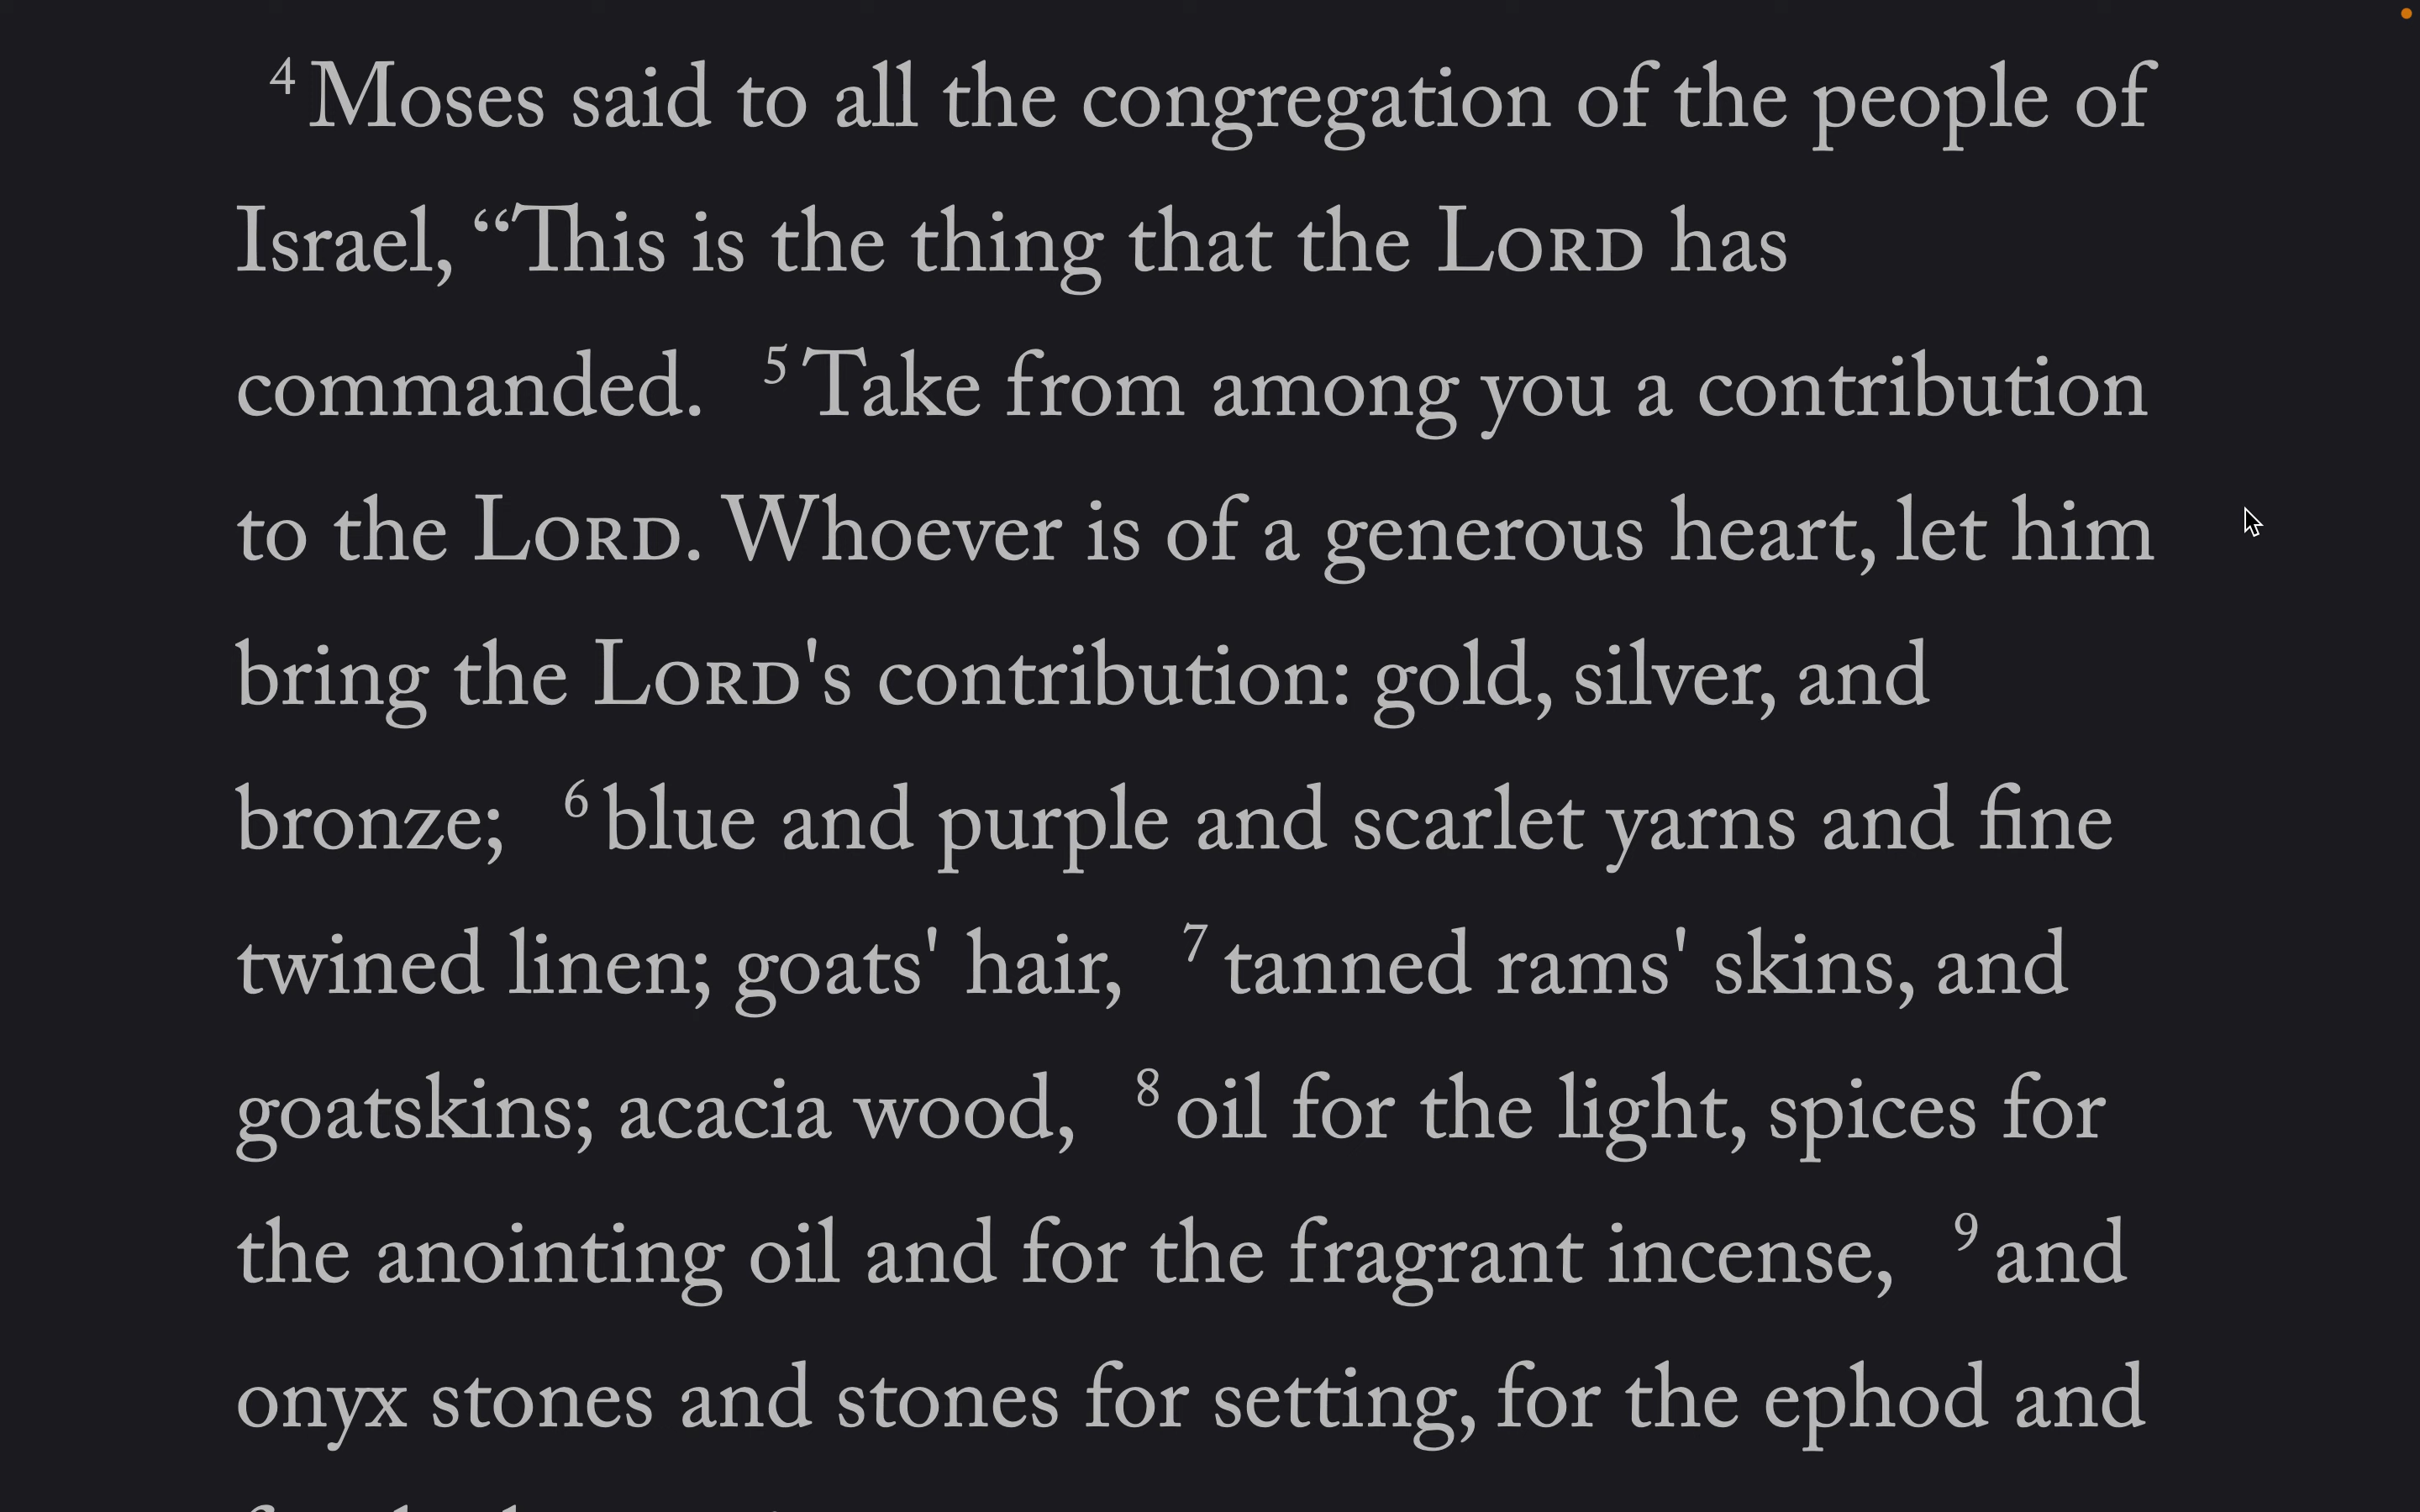 4 Moses said to all the congregation of the people of
Israel, “This is the thing that the LORD has
commanded. 5 Take from among you a contribution
to the LORD. Whoever is of a generous heart, let him
bring the LORD's contribution: gold, silver, and
bronze; 6 blue and purple and scarlet yarns and fine
twined linen; goats' hair, 7 tanned rams' skins, and
goatskins; acacia wood, 8 oil for the light, spices for
the anointing oil and for the fragrant incense, 9 and
onyx stones and stones for setting, for the ephod and